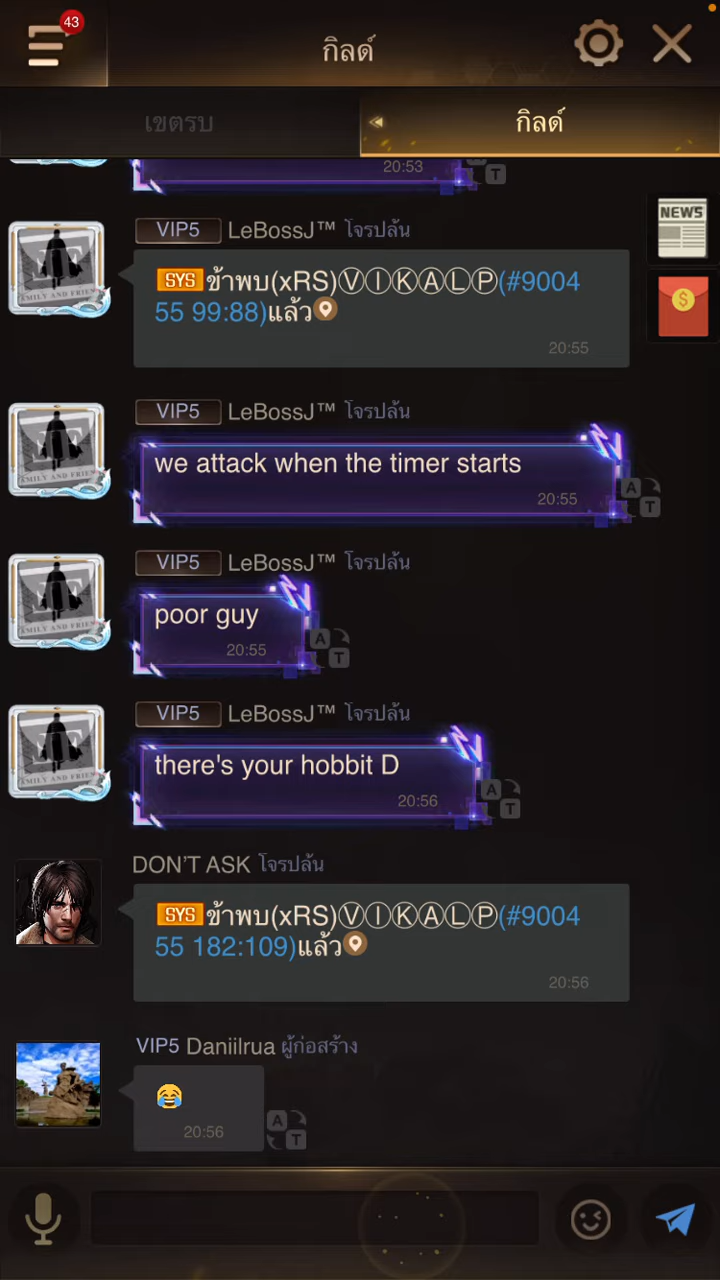 43
กิลด์
เขตรบ
กิลด์
20:53
T
NEWS
VIP5 LeBossJ™ โจรปล้น
SYS ข้าพบ(xRS)ⓋⒾⓀⒶⓁⓅ(#9004
55 99:88)แล้ว
20:55
VIP5 LeBossJ™ โจรปล้น
we attack when the timer starts
20:55
A T
VIP5 LeBossJ™ โจรปล้น
poor guy
20:55
A T
VIP5 LeBossJ™ โจรปล้น
there's your hobbit D
20:56
A T
DON'T ASK โจรปล้น
SYS ข้าพบ(xRS)ⓋⒾⓀⒶⓁⓅ(#9004
55 182:109)แล้ว
20:56
VIP5 Daniilrua ผู้ก่อสร้าง
😂
20:56
A T